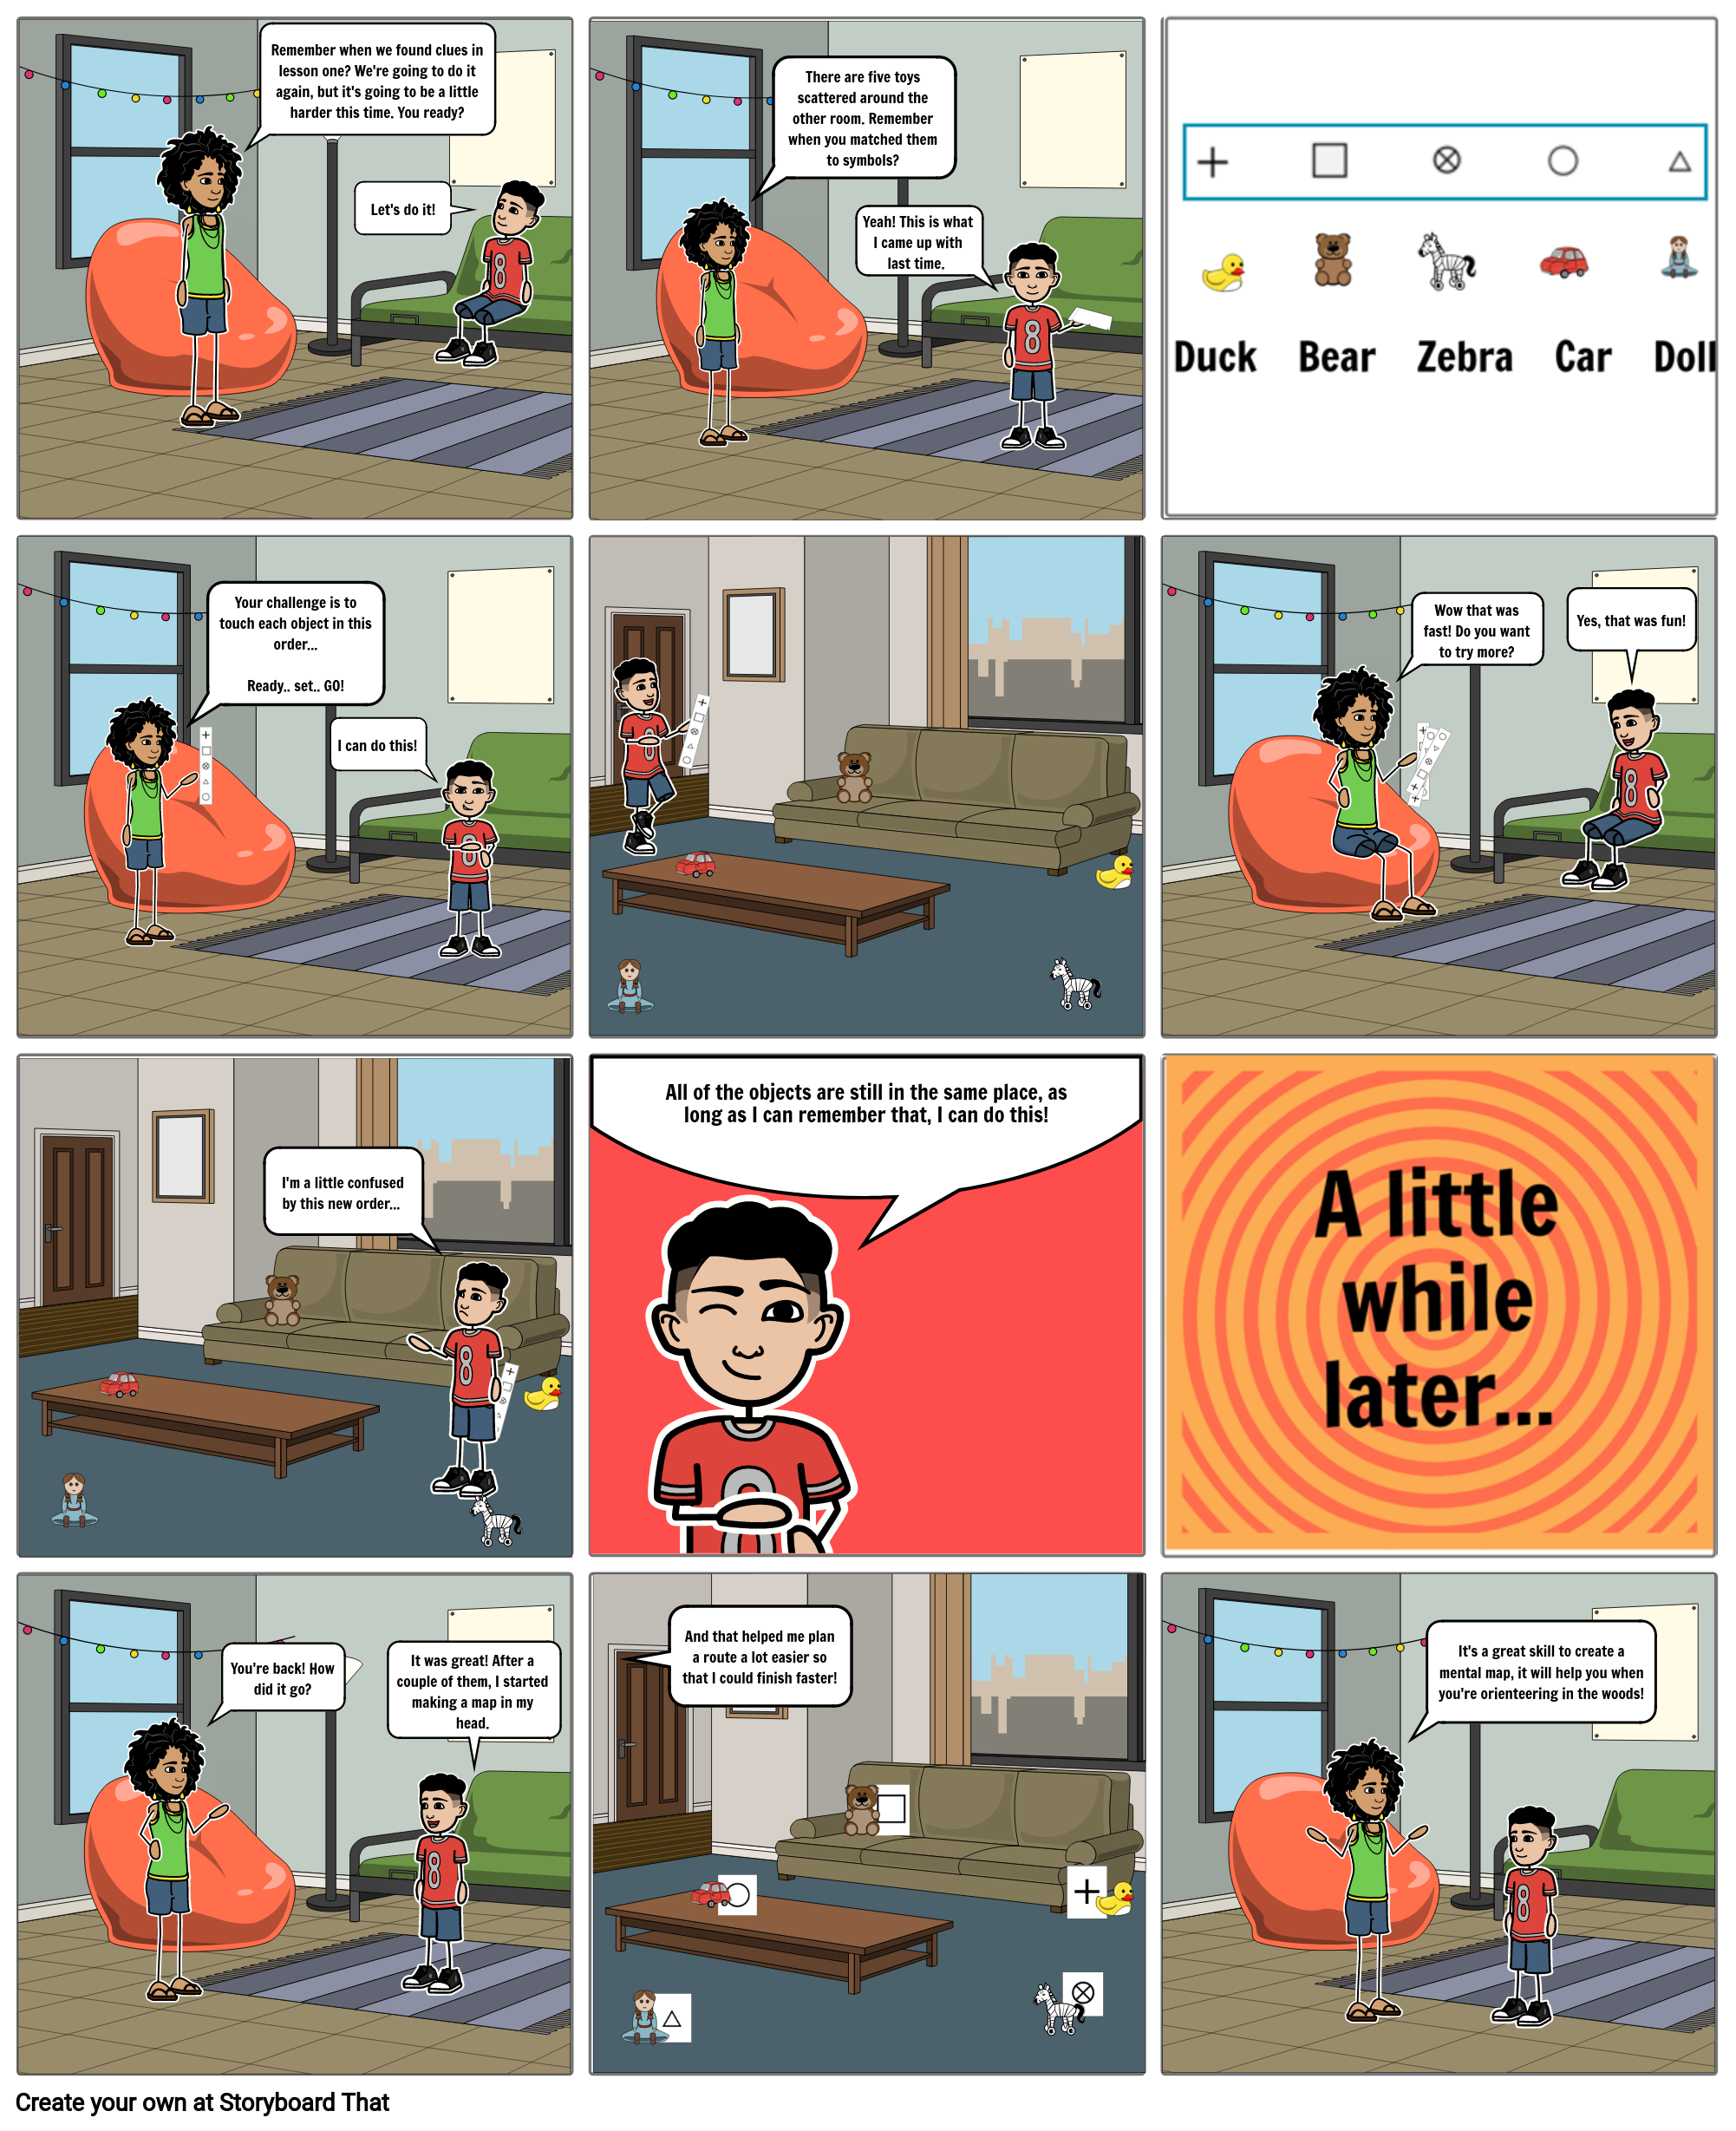 Remember when we found clues in
lesson one? We're going to do it
again, but it's going to be a little
harder this time. You ready?
Let's do it!
8
There are five toys
scattered around the
other room. Remember
when you matched them
to symbols?
Yeah! This is what
I came up with
last time.
8
Duck Bear Zebra Car Doll
Your challenge is to
touch each object in this
order...
Ready.. set.. GO!
I can do this!
8
8
Wow that was
fast! Do you want
to try more?
Yes, that was fun!
8
I'm a little confused
by this new order...
8
All of the objects are still in the same place, as
long as I can remember that, I can do this!
8
A little
while
later...
You're back! How
did it go?
It was great! After a
couple of them, I started
making a map in my
head.
8
And that helped me plan
a route a lot easier so
that I could finish faster!
It's a great skill to create a
mental map, it will help you when
you're orienteering in the woods!
8
Create your own at Storyboard That